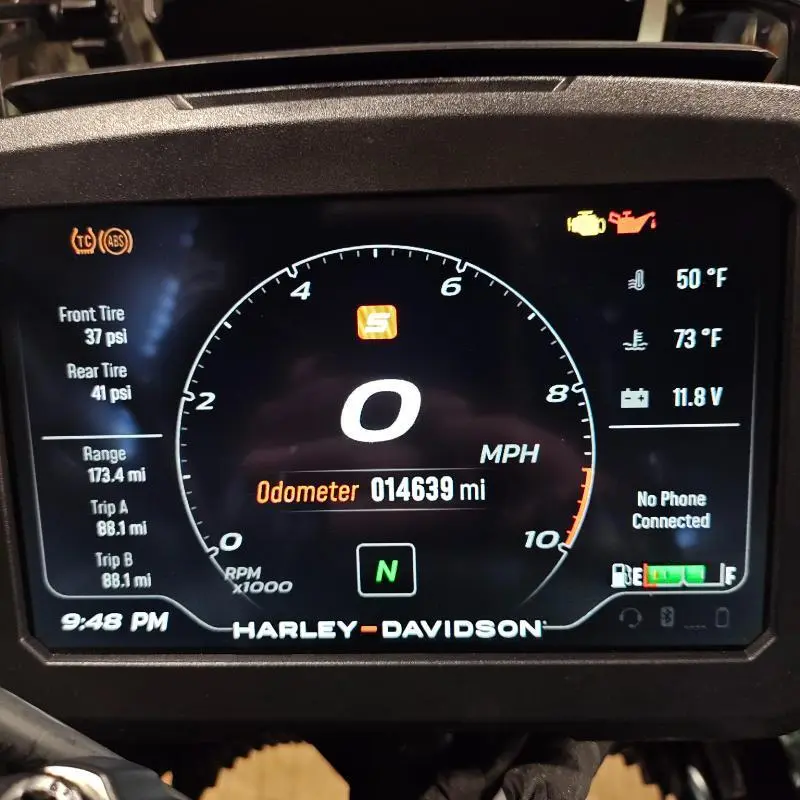 TC ABS
Front Tire
37 psi
Rear Tire
41 psi
Range
173.4 mi
Trip A
88.1 mi
Trip B
88.1 mi
9:48 PM
0
2
4
6
8
10
RPM
x1000
S
0
MPH
Odometer 014639 mi
N
HARLEY-DAVIDSON
50 °F
73 °F
11.8 V
No Phone
Connected
E F